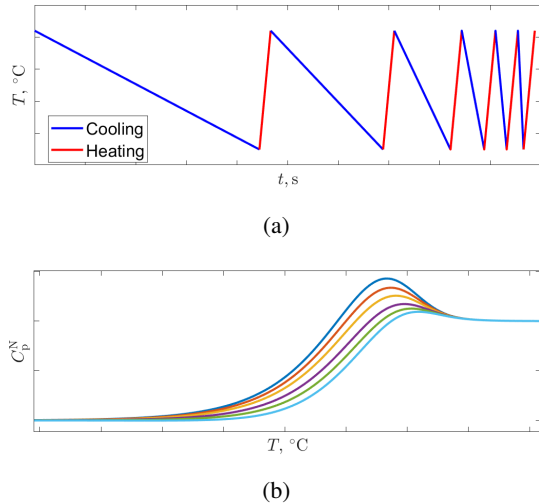 T, °C
Cooling
Heating
t, s
(a)
C_p^N
T, °C
(b)